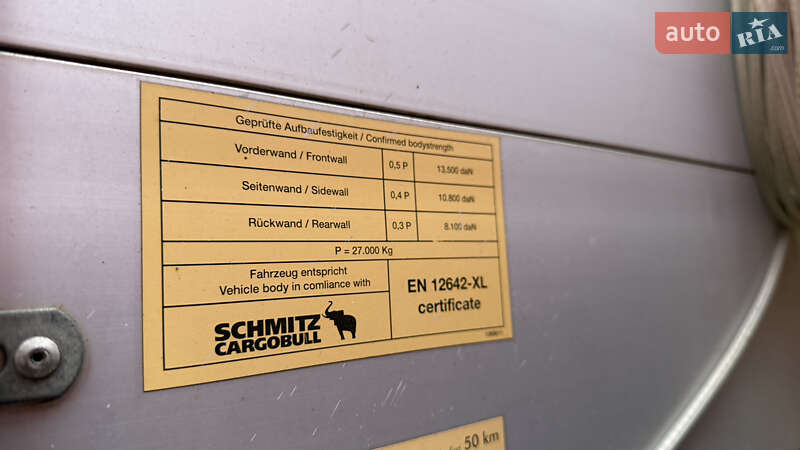 auto RIA .com
Geprüfte Aufbaufestigkeit / Confirmed bodystrength
Vorderwand / Frontwall 0,5 P 13.500 daN
Seitenwand / Sidewall 0,4 P 10.800 daN
Rückwand / Rearwall 0,3 P 8.100 daN
P = 27.000 Kg
Fahrzeug entspricht
Vehicle body in comliance with
EN 12642-XL
certificate
SCHMITZ
CARGOBULL
50 km